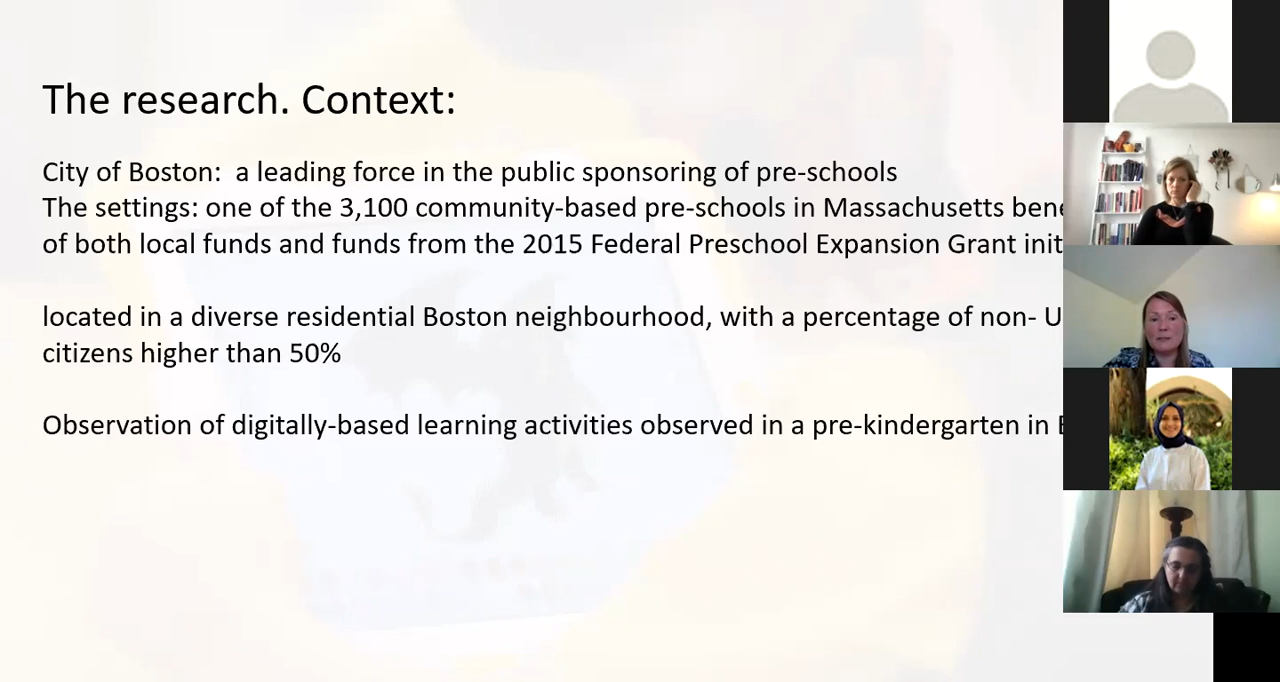 The research. Context:
City of Boston:  a leading force in the public sponsoring of pre-schools
The settings: one of the 3,100 community-based pre-schools in Massachusetts
of both local funds and funds from the 2015 Federal Preschool Expansion Grant
located in a diverse residential Boston neighbourhood, with a percentage of non-
citizens higher than 50%
Observation of digitally-based learning activities observed in a pre-kindergarten in